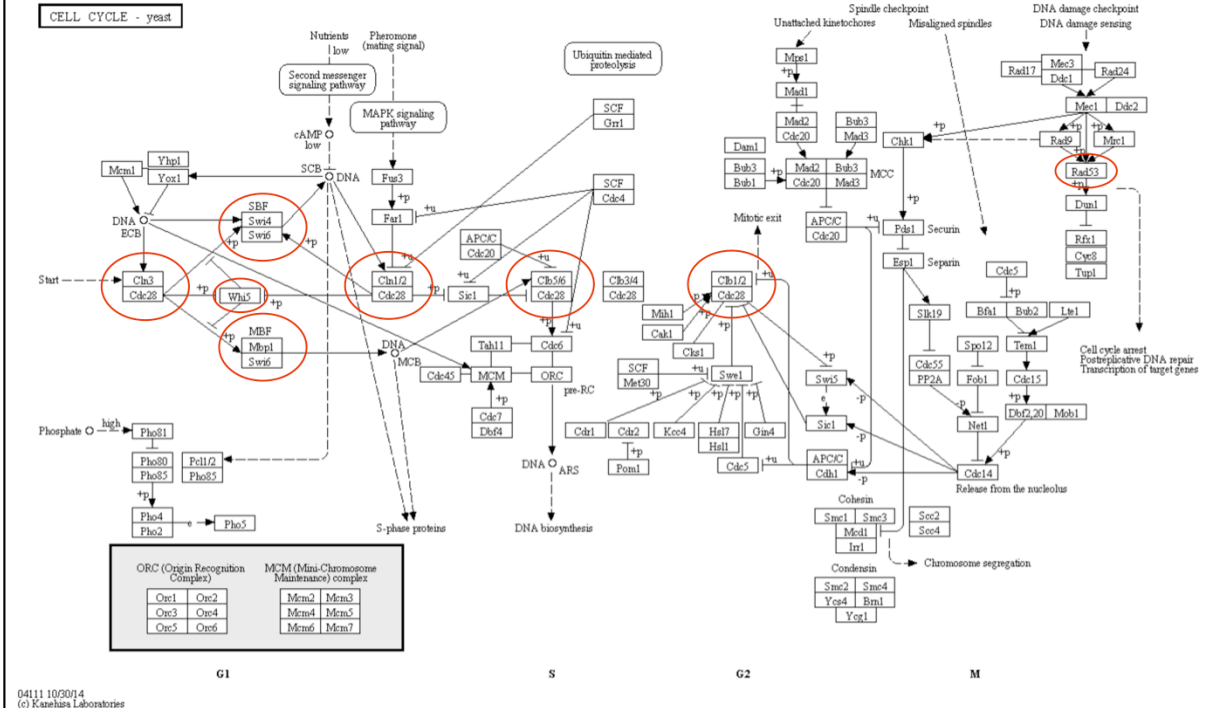 CELL CYCLE - yeast
Nutrients
low
Pheromone
(mating signal)
Second messenger
signaling pathway
MAPK signaling
pathway
cAMP
low
Ubiquitin mediated
proteolysis
SCF
Grr1
SCF
Cdc4
+u
Mcm1
Yhp1
Yox1
SCB
DNA
Fus3
+p
Far1
DNA
ECB
SBF
Swi4
Swi6
+p
+p
APC/C
Cdc20
+u
+u
+u
Start
Cln3
Cdc28
+p
Whi5
+p
Cln1/2
Cdc28
+p
Sic1
Clb5/6
Cdc28
Clb3/4
Cdc28
+p
+u
+p
MBF
Mbp1
Swi6
DNA
MCB
Tah11
Cdc6
Cdc45
MCM
ORC
pre-RC
+p
Cdc7
Dbf4
DNA
ARS
DNA biosynthesis
S-phase proteins
Phosphate
high
Pho81
Pho80
Pho85
Pcl1/2
Pho85
+p
Pho4
Pho2
e
Pho5
ORC (Origin Recognition
Complex)
Orc1 Orc2
Orc3 Orc4
Orc5 Orc6
MCM (Mini-Chromosome
Maintenance) complex
Mcm2 Mcm3
Mcm4 Mcm5
Mcm6 Mcm7
Spindle checkpoint
Unattached kinetochores
Misaligned spindles
Mps1
+p
Mad1
Mad2
Cdc20
Bub3
Mad3
Dam1
Bub3
Bub1
+p
Mad2 Bub3
Cdc20 Mad3
MCC
Mitotic exit
APC/C
Cdc20
+u
DNA damage checkpoint
DNA damage sensing
Rad17
Mec3
Ddc1
Rad24
Mec1 Ddc2
+p
Chk1
+p
+p
+p
Rad9
Mrc1
Rad53
+p
Dun1
Rfx1
Cyc8
Tup1
Cell cycle arrest
Postreplicative DNA repair
Transcription of target genes
+p
Pds1
Securin
Esp1
Separin
Clb1/2
Cdc28
+u
Mih1
p
Cak1
p
Cks1
SCF
Met30
+u
Swe1
+p
+p
+p
+p
+p
Cdr1
Cdr2
Kcc4
Hsl7
Hsl1
Gin4
+p
Pom1
+p
Swi5
e
Sic1
-p
-p
Cdc5
+u
APC/C
Cdh1
+u
-p
Slk19
Cdc55
PP2A
-p
Cdc5
+p
Bfa1 Bub2
Lte1
Spo12
Fob1
Tem1
Cdc15
+p
Dbf2,20 Mob1
Net1
+p
Cdc14
Release from the nucleolus
Cohesin
Smc1 Smc3
Mcd1
Irr1
Scc2
Scc4
Chromosome segregation
Condensin
Smc2 Smc4
Ycs4 Brn1
Ycg1
G1
S
G2
M
04111 10/30/14
(c) Kanehisa Laboratories